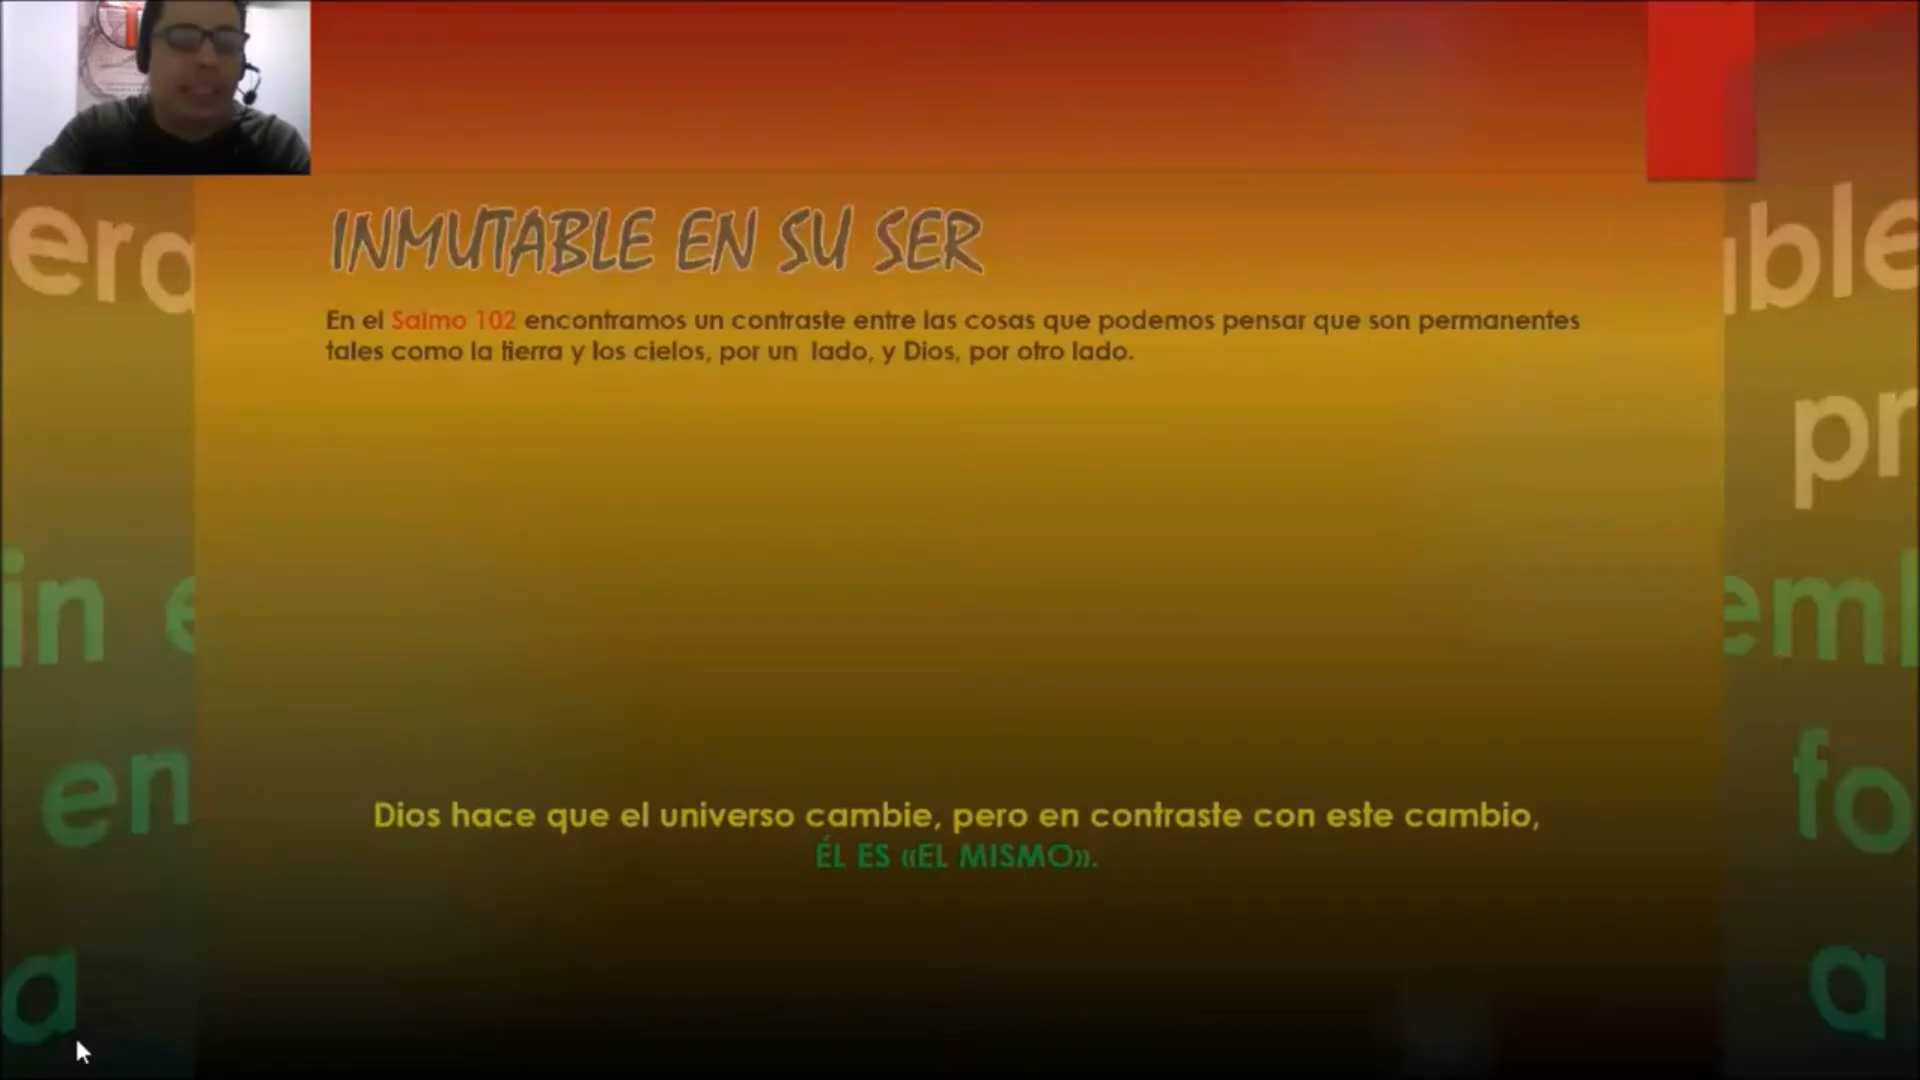 INMUTABLE EN SU SER
En el Salmo 102 encontramos un contraste entre las cosas que podemos pensar que son permanentes
tales como la tierra y los cielos, por un lado, y Dios, por otro lado.
Dios hace que el universo cambie, pero en contraste con este cambio,
ÉL ES «EL MISMO».